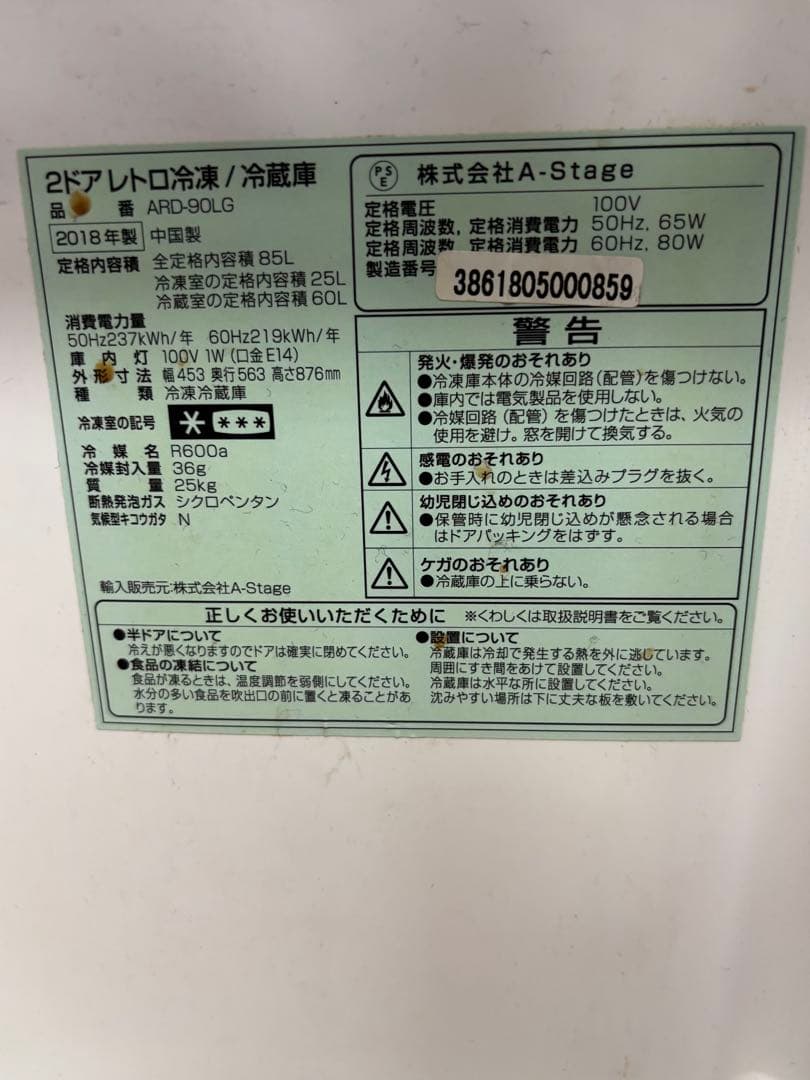 2ドアレトロ冷凍/冷蔵庫
品 番 ARD-90LG
2018年製 中国製
定格内容積 全定格内容積85L
冷凍室の定格内容積25L
冷蔵室の定格内容積60L
消費電力量
50Hz237kWh/年 60Hz219kWh/年
庫内灯 100V 1W(口金E14)
外形寸法 幅453 奥行563 高さ876mm
種類 冷凍冷蔵庫
冷凍室の記号 * ***
冷媒名 R600a
冷媒封入量 36g
質量 25kg
断熱発泡ガス シクロペンタン
気候型キコウガタ N
輸入販売元:株式会社A-Stage
PSE 株式会社A-Stage
定格電圧 100V
定格周波数, 定格消費電力 50Hz, 65W
定格周波数, 定格消費電力 60Hz, 80W
製造番号 3861805000859
警告
発火・爆発のおそれあり
●冷凍庫本体の冷媒回路(配管)を傷つけない。
●庫内では電気製品を使用しない。
●冷媒回路(配管)を傷つけたときは、火気の
使用を避け。窓を開けて換気する。
感電のおそれあり
●お手入れのときは差込みプラグを抜く。
幼児閉じ込めのおそれあり
●保管時に幼児閉じ込めが懸念される場合
はドアパッキングをはずす。
ケガのおそれあり
●冷蔵庫の上に乗らない。
正しくお使いいただくために ※くわしくは取扱説明書をご覧ください。
●半ドアについて
冷えが悪くなりますのでドアは確実に閉めてください。
●食品の凍結について
食品が凍るときは、温度調節を弱側にしてください。
水分の多い食品を吹出口の前に置くと凍ることがあ
ります。
●設置について
冷蔵庫は冷却で発生する熱を外に逃しています。
周囲にすき間をあけて設置してください。
冷蔵庫は水平な所に設置してください。
沈みやすい場所は下に丈夫な板を敷いてください。